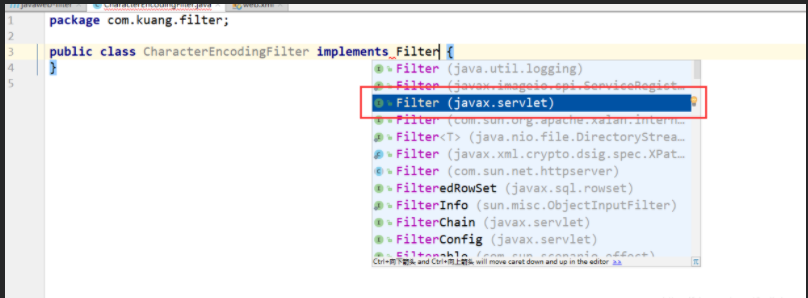 javaweb-filter
CharacterEncodingFilter.java
web.xml
1 package com.kuang.filter;
2
3 public class CharacterEncodingFilter implements Filter {
4 }
5
Filter (java.util.logging)
Filter (javax.imageio.spi.ServiceRegist…
Filter (javax.servlet)
Filter (com.sun.org.apache.xalan.intern…
Filter<T> (java.nio.file.DirectoryStrea…
Filter (javax.xml.crypto.dsig.spec.XPat…
Filter (com.sun.net.httpserver)
FilteredRowSet (javax.sql.rowset)
FilterInfo (sun.misc.ObjectInputFilter)
FilterChain (javax.servlet)
FilterConfig (javax.servlet)
Filterable (com.sun.scenario.effect)
Ctrl+向下箭头 and Ctrl+向上箭头 will move caret down and up in the editor >>
π